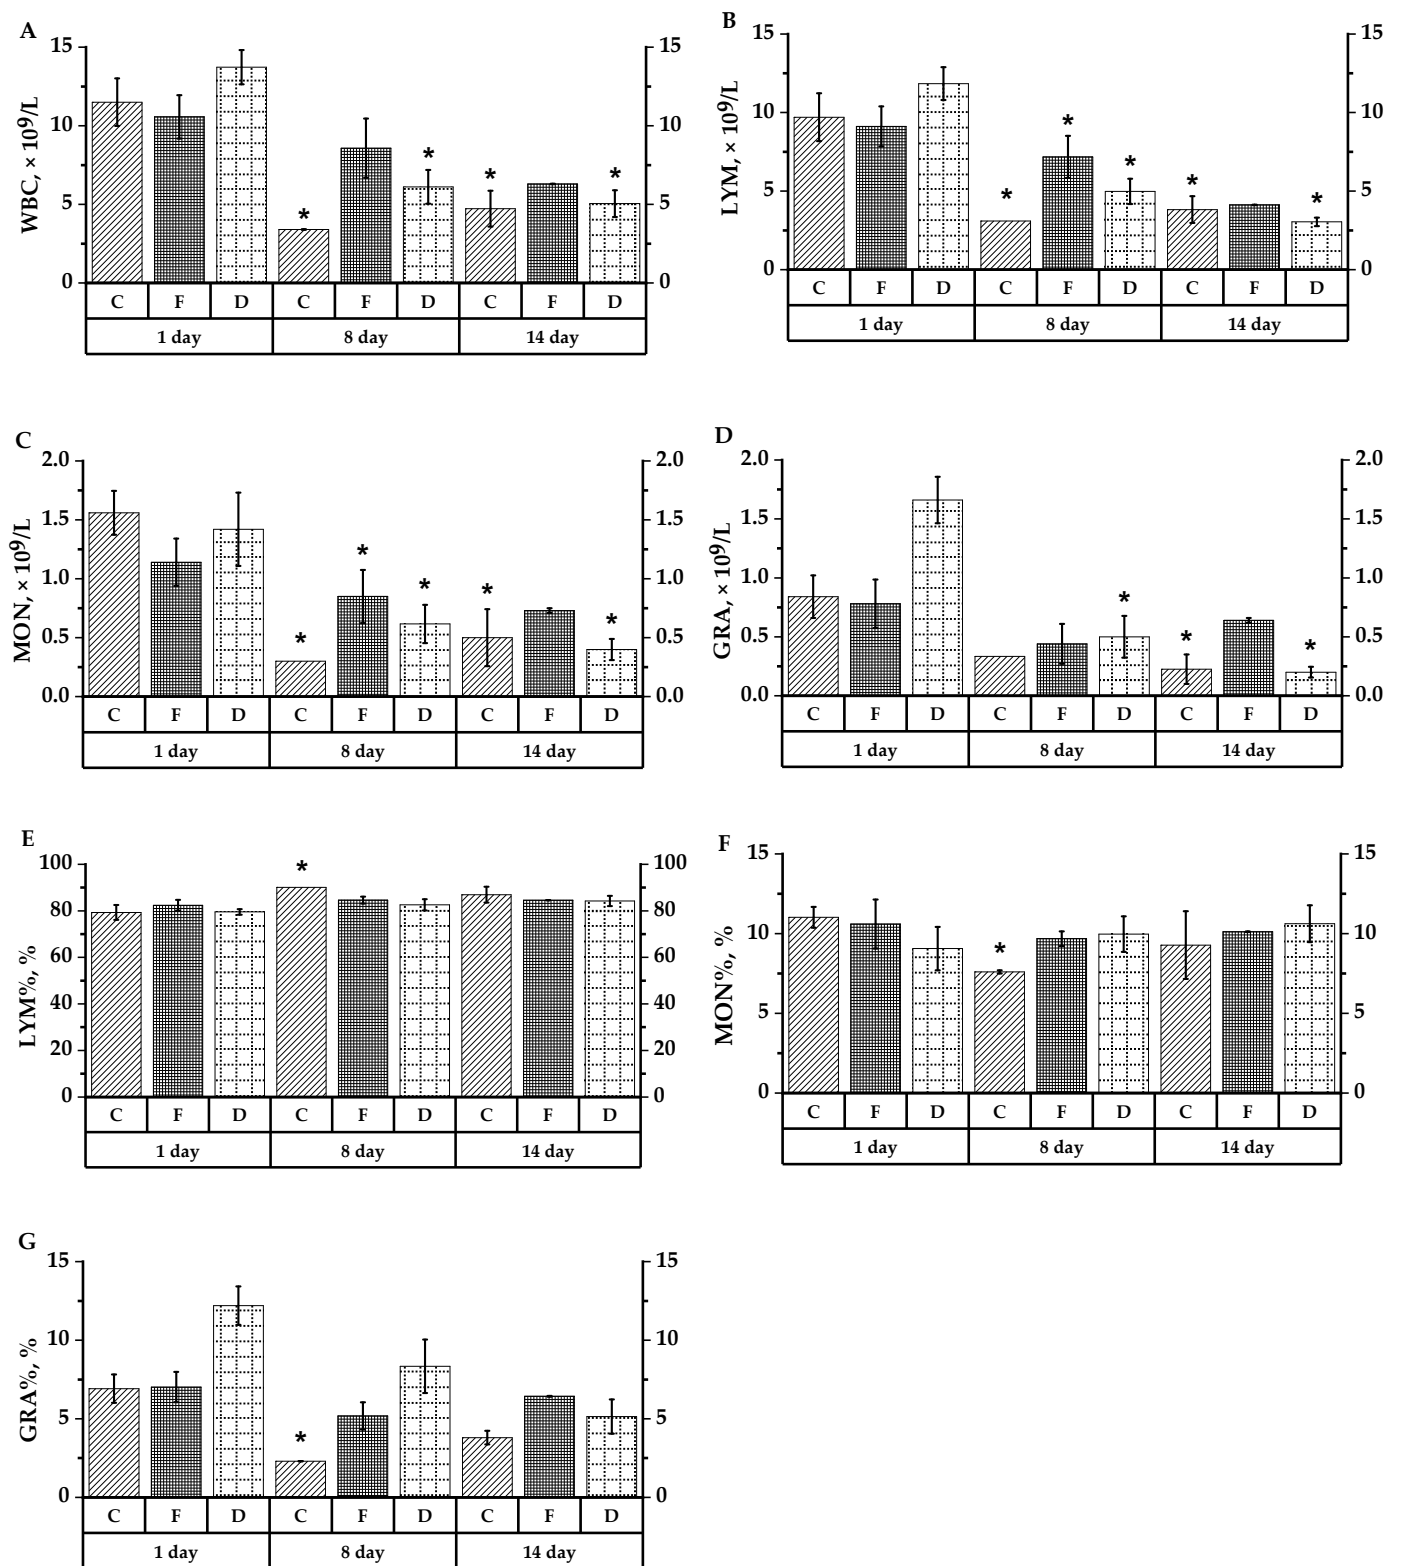 A
WBC, × 10⁹/L
15 15
10 10
5 5
0 0
* * * *
C F D C F D C F D
1 day 8 day 14 day
B
LYM, × 10⁹/L
15 15
10 10
5 5
0 0
* * * * *
C F D C F D C F D
1 day 8 day 14 day
C
MON, × 10⁹/L
2.0 2.0
1.5 1.5
1.0 1.0
0.5 0.5
0.0 0.0
* * * * *
C F D C F D C F D
1 day 8 day 14 day
D
GRA, × 10⁹/L
2.0 2.0
1.5 1.5
1.0 1.0
0.5 0.5
0.0 0.0
* * *
C F D C F D C F D
1 day 8 day 14 day
E
LYM%, %
100 100
80 80
60 60
40 40
20 20
0 0
*
C F D C F D C F D
1 day 8 day 14 day
F
MON%, %
15 15
10 10
5 5
0 0
*
C F D C F D C F D
1 day 8 day 14 day
G
GRA%, %
15 15
10 10
5 5
0 0
*
C F D C F D C F D
1 day 8 day 14 day